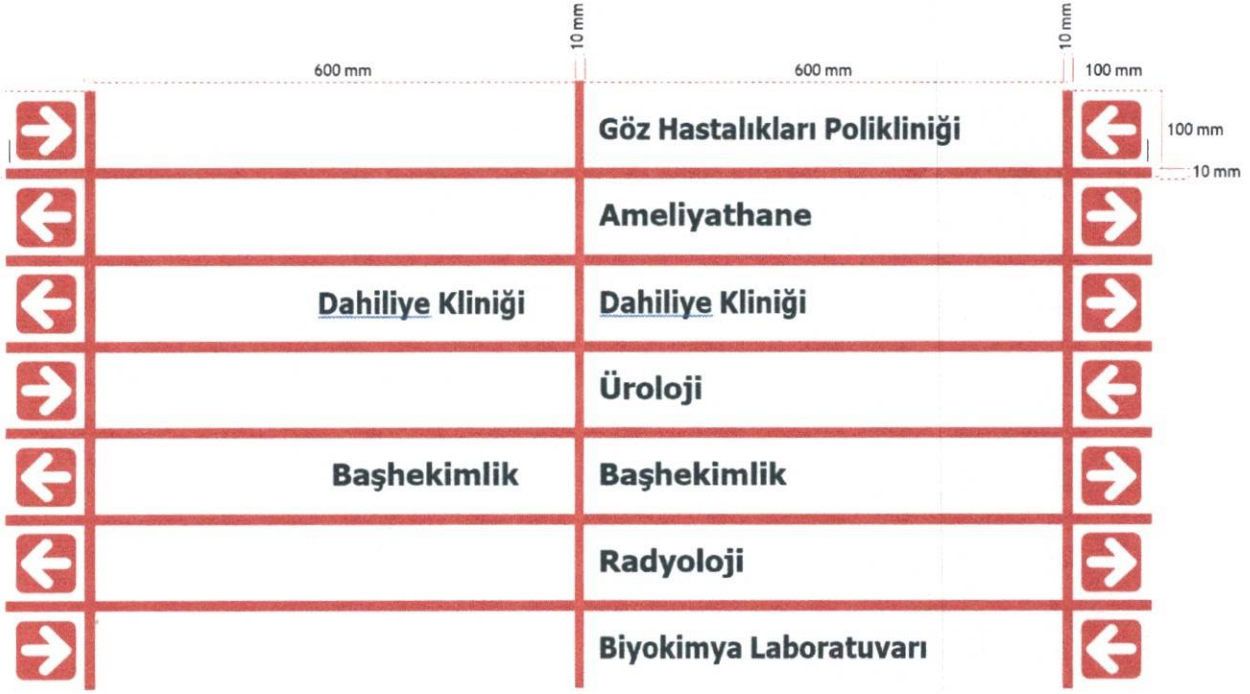 10 mm
10 mm
600 mm
600 mm
100 mm
Göz Hastalıkları Polikliniği
100 mm
10 mm
Ameliyathane
Dahiliye Kliniği
Dahiliye Kliniği
Üroloji
Başhekimlik
Başhekimlik
Radyoloji
Biyokimya Laboratuvarı